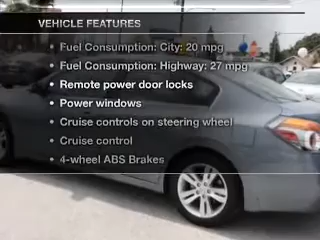 VEHICLE FEATURES
Fuel Consumption: City: 20 mpg
Fuel Consumption: Highway: 27 mpg
Remote power door locks
Power windows
Cruise controls on steering wheel
Cruise control
4-wheel ABS Brakes